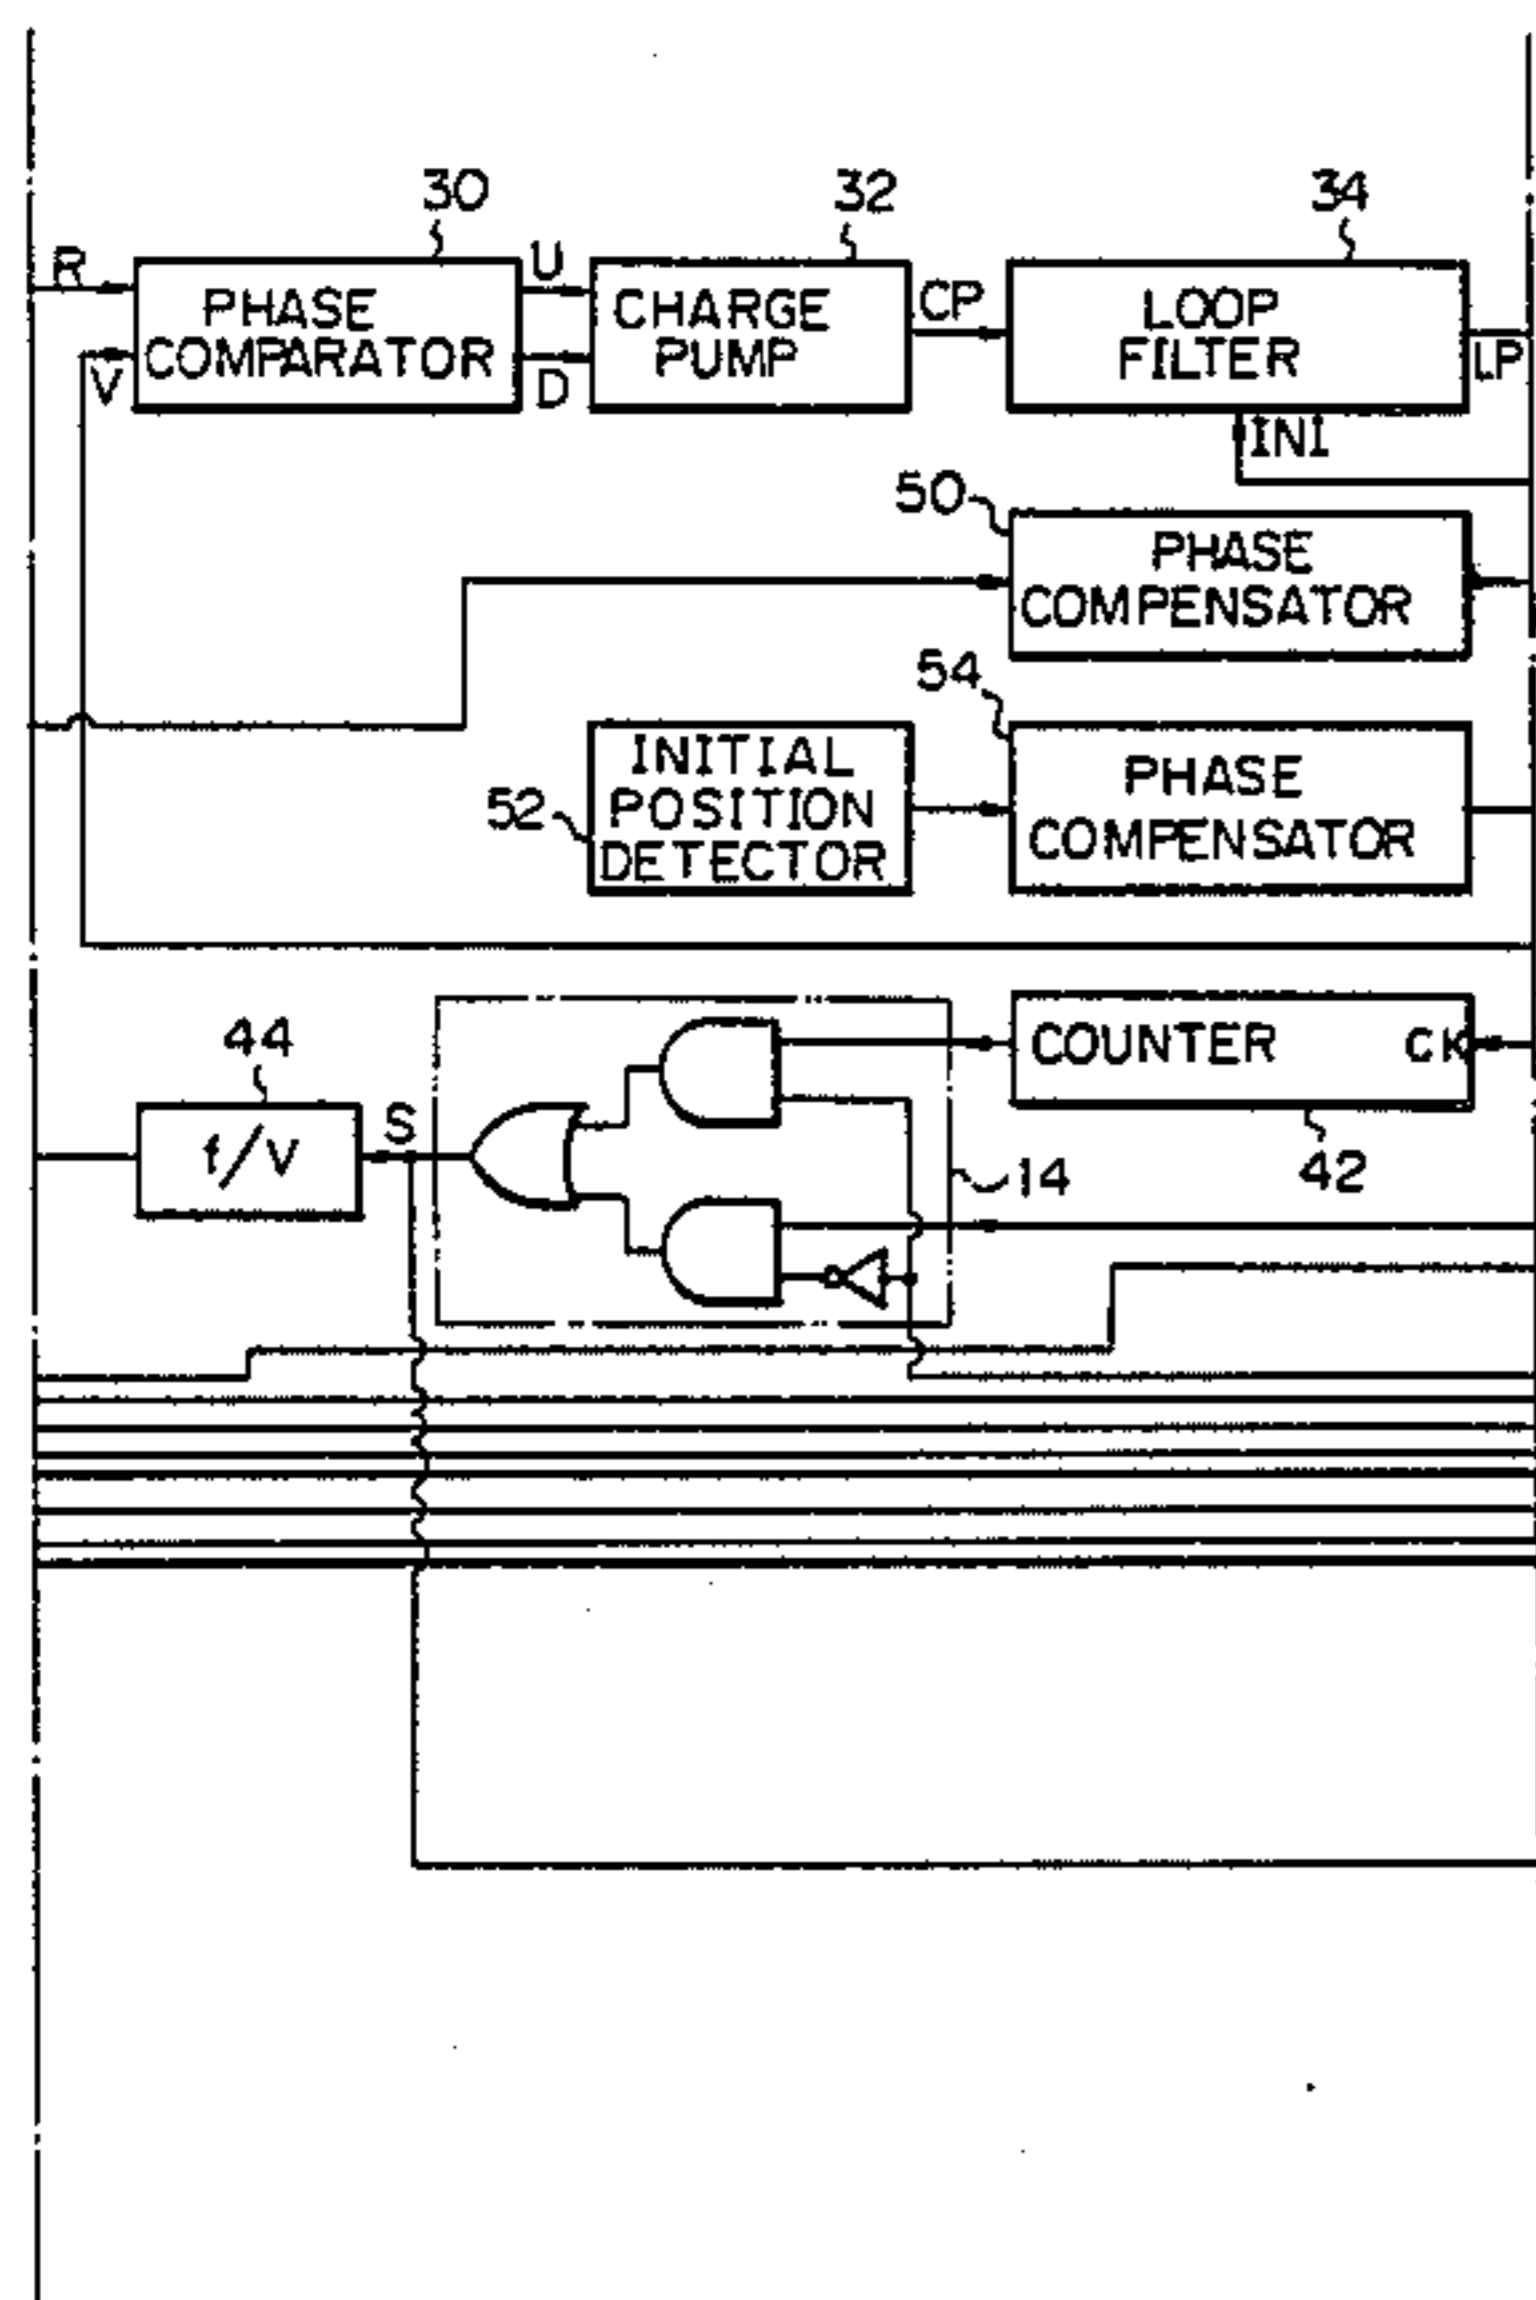 30
32
34
R
U
PHASE
COMPARATOR
CHARGE
PUMP
CP
LOOP
FILTER
LP
V
D
INI
50
PHASE
COMPENSATOR
54
52
INITIAL
POSITION
DETECTOR
PHASE
COMPENSATOR
44
COUNTER CK
f/V
S
14
42